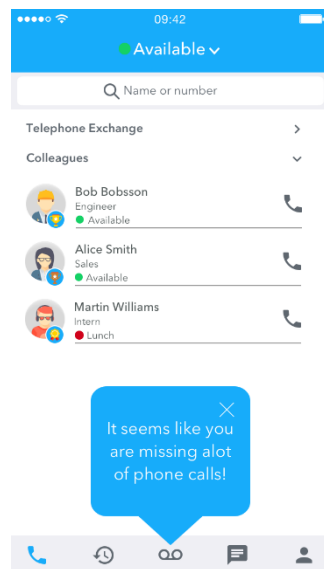 09:42
Available
Name or number
Telephone Exchange
Colleagues
Bob Bobsson
Engineer
Available
Alice Smith
Sales
Available
Martin Williams
Intern
Lunch
It seems like you
are missing alot
of phone calls!